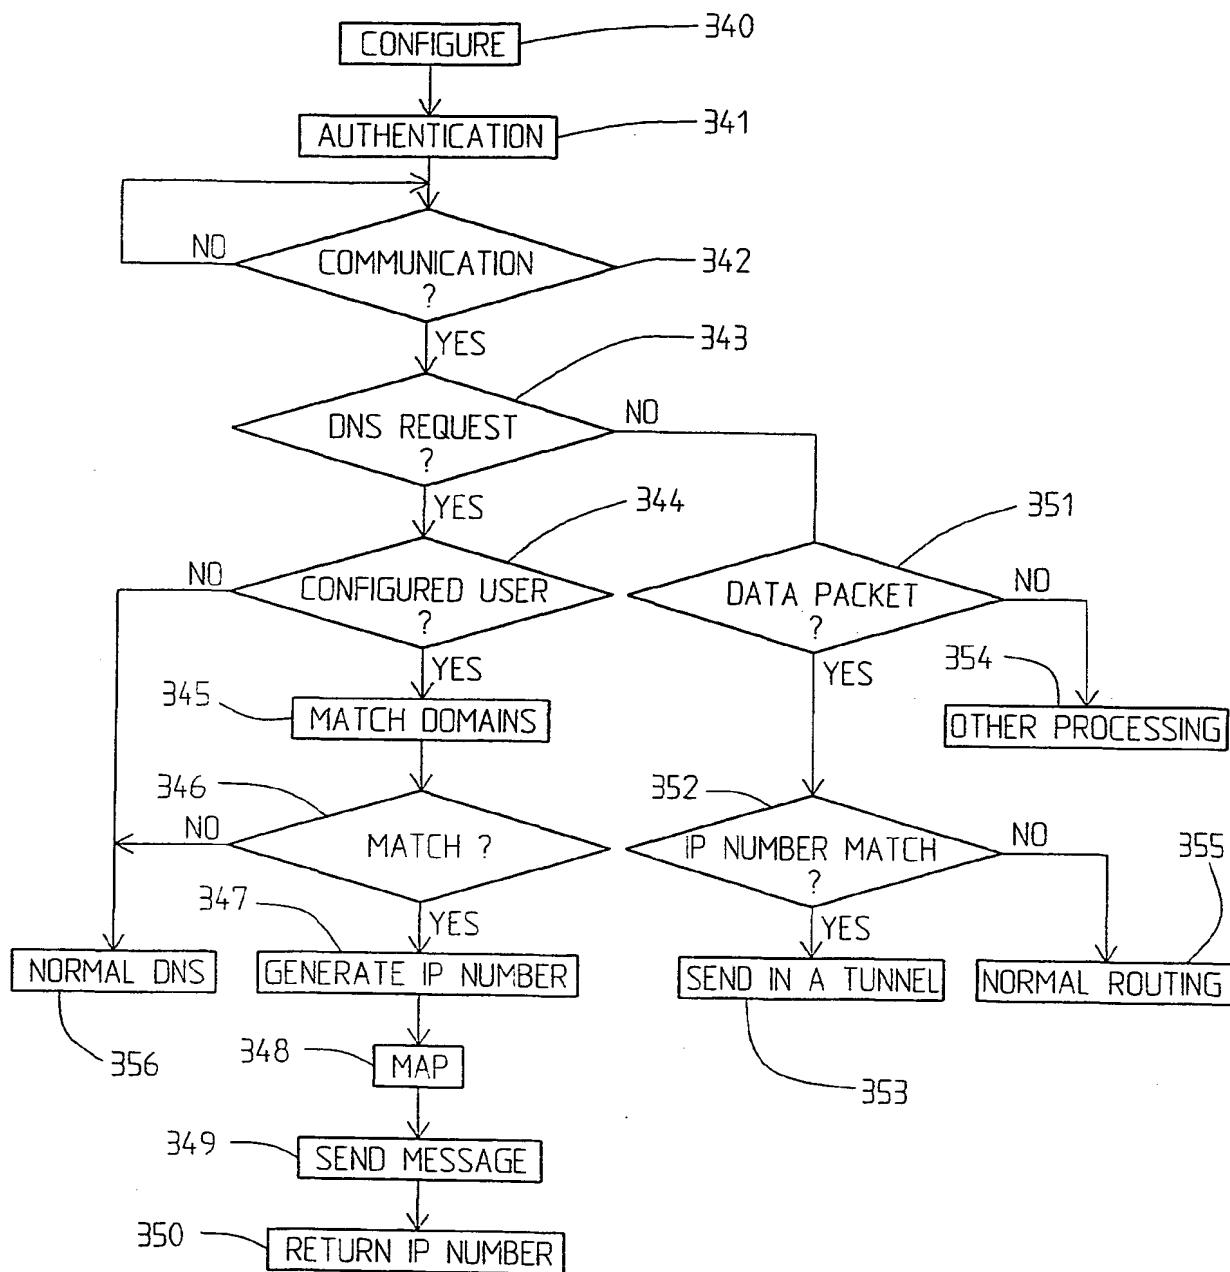 CONFIGURE
340
AUTHENTICATION
341
NO
COMMUNICATION
?
342
YES
343
DNS REQUEST
?
NO
YES
344
351
NO
CONFIGURED USER
?
DATA PACKET
?
NO
YES
YES
345
MATCH DOMAINS
354
OTHER PROCESSING
346
352
NO
MATCH ?
IP NUMBER MATCH
?
NO
355
347
YES
YES
NORMAL DNS
GENERATE IP NUMBER
SEND IN A TUNNEL
NORMAL ROUTING
356
348
MAP
353
349
SEND MESSAGE
350
RETURN IP NUMBER